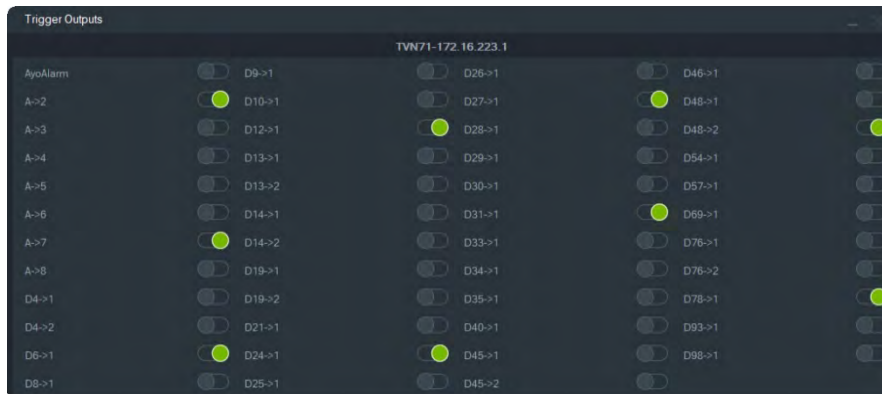 Trigger Outputs
TVN71-172.16.223.1
AyoAlarm D9->1 D26->1 D46->1
A->2 D10->1 D27->1 D48->1
A->3 D12->1 D28->1 D48->2
A->4 D13->1 D29->1 D54->1
A->5 D13->2 D30->1 D57->1
A->6 D14->1 D31->1 D69->1
A->7 D14->2 D33->1 D76->1
A->8 D19->1 D34->1 D76->2
D4->1 D19->2 D35->1 D78->1
D4->2 D21->1 D40->1 D93->1
D6->1 D24->1 D45->1 D98->1
D8->1 D25->1 D45->2